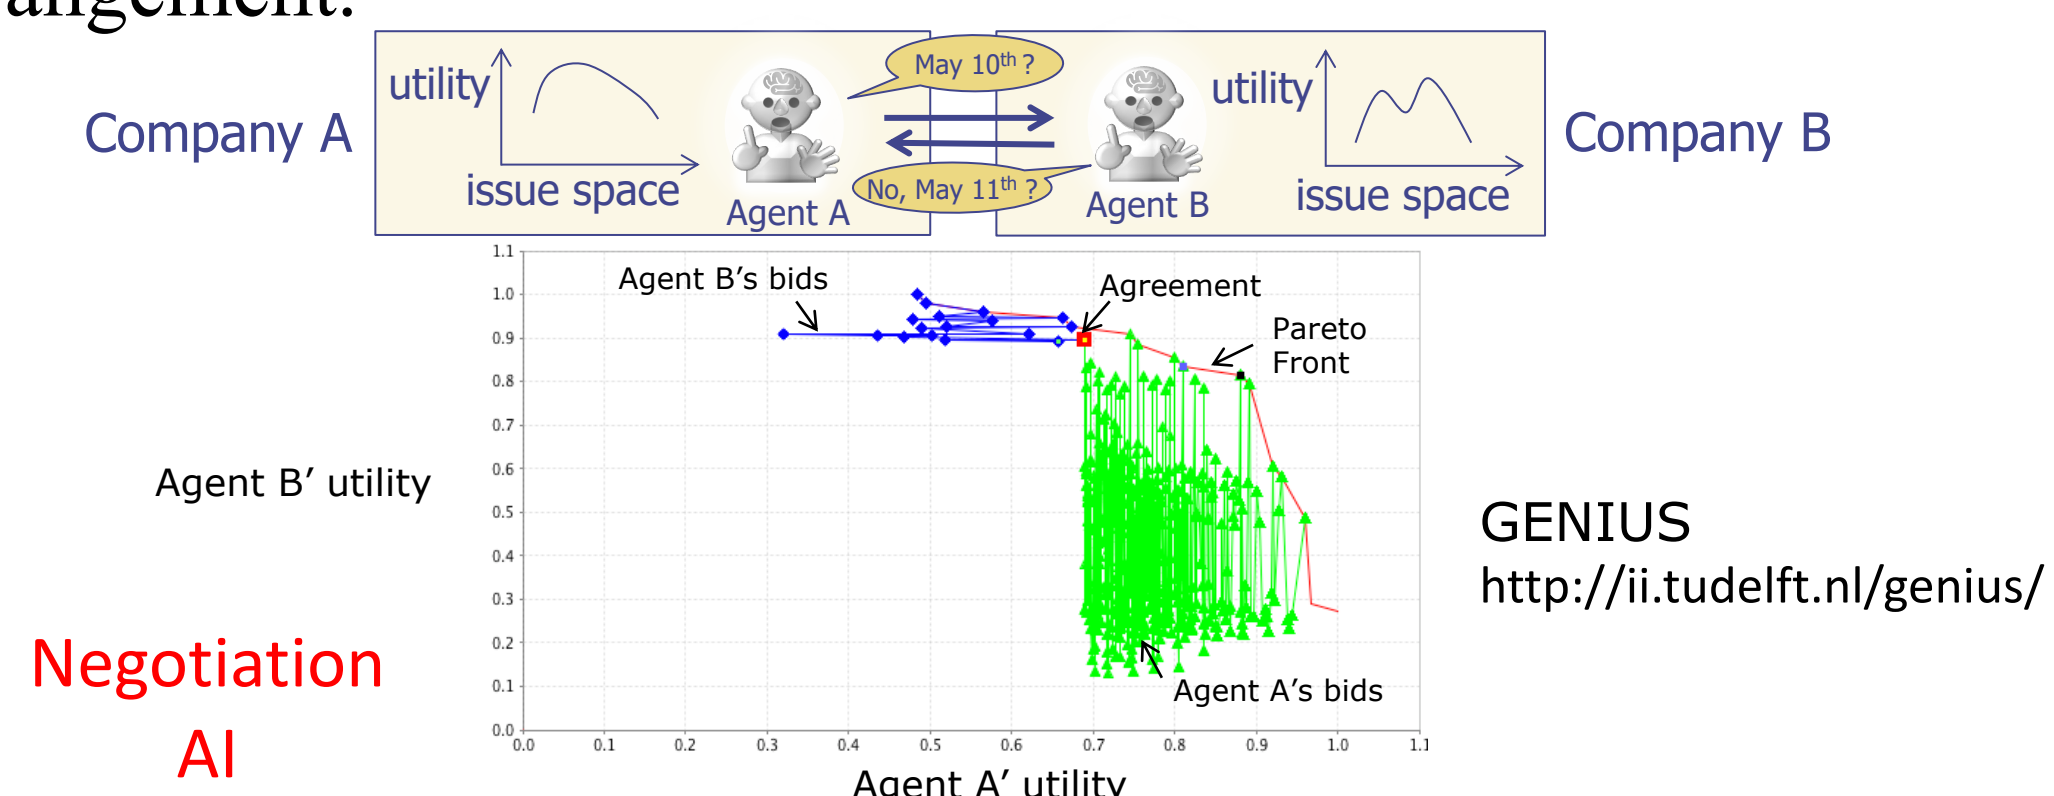 angement.
Company A
utility
issue space
Agent A
May 10th ?
No, May 11th ?
Agent B
utility
issue space
Company B
1.1
1.0
0.9
0.8
0.7
0.6
0.5
0.4
0.3
0.2
0.1
0.0
Agent B's bids
Agreement
Pareto
Front
Agent A's bids
Agent B' utility
0.0 0.1 0.2 0.3 0.4 0.5 0.6 0.7 0.8 0.9 1.0 1.1
Agent A' utility
GENIUS
http://ii.tudelft.nl/genius/
Negotiation
AI